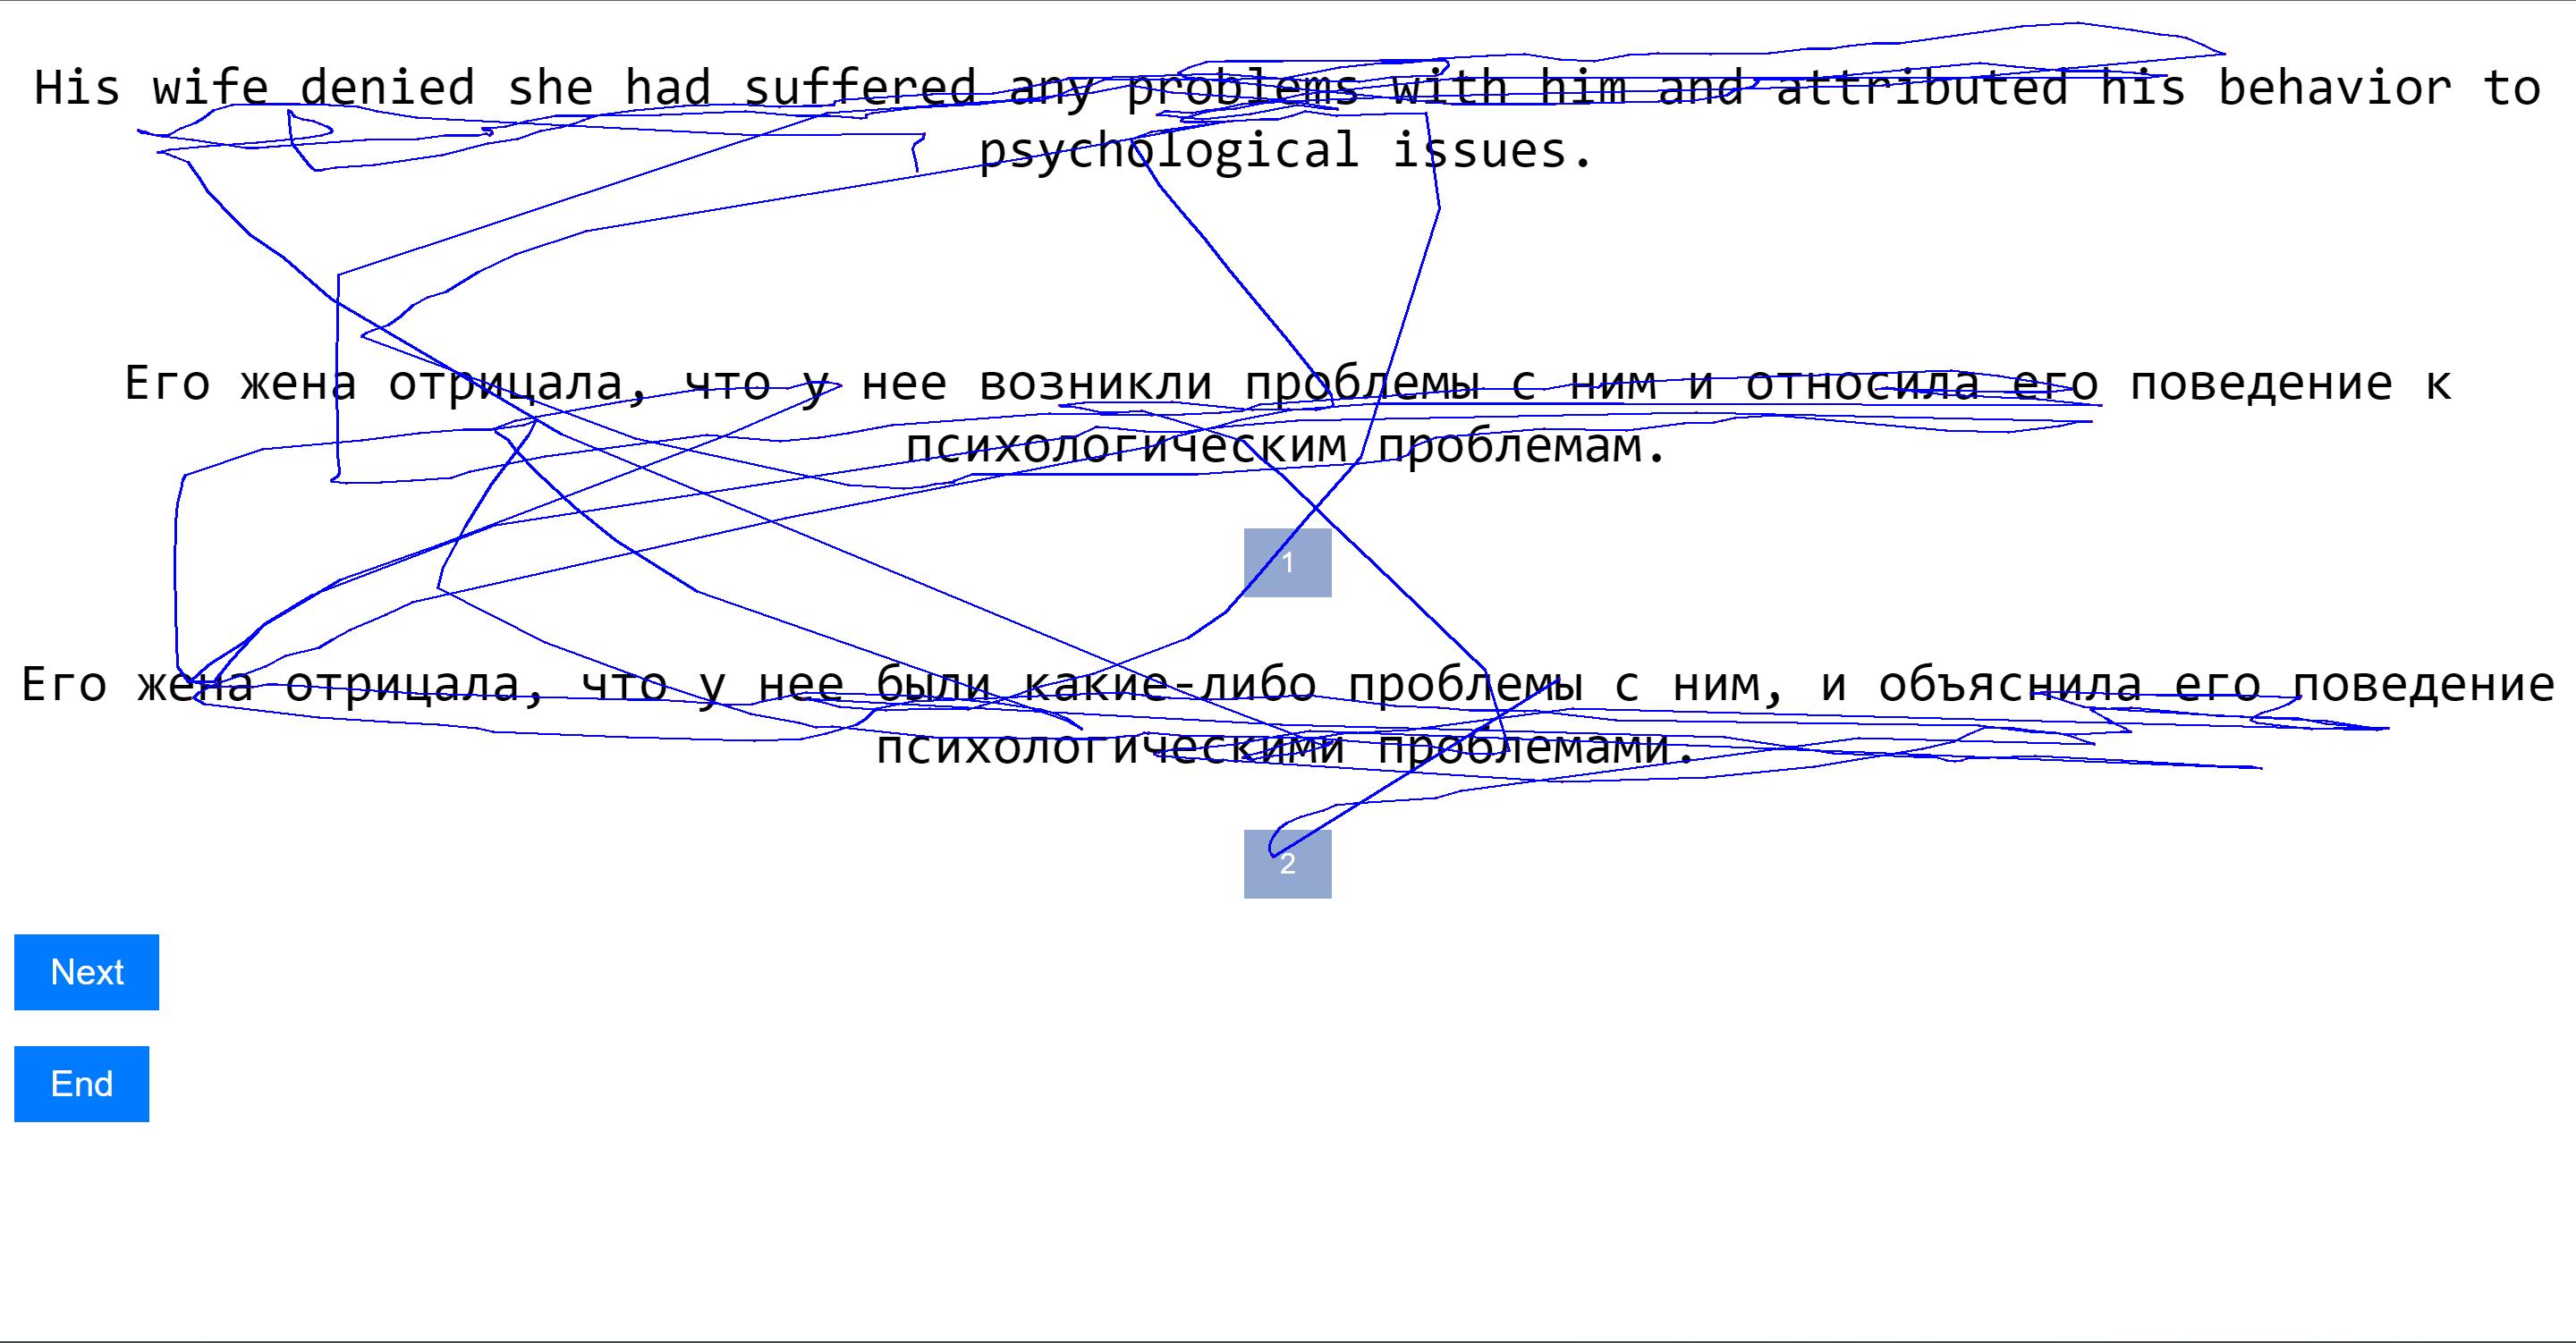 His wife denied she had suffered any problems with him and attributed his behavior to
psychological issues.
Его жена отрицала, что у нее возникли проблемы с ним и относила его поведение к
психологическим проблемам.
1
Его жена отрицала, что у нее были какие-либо проблемы с ним, и объяснила его поведение
психологическими проблемами.
2
Next
End